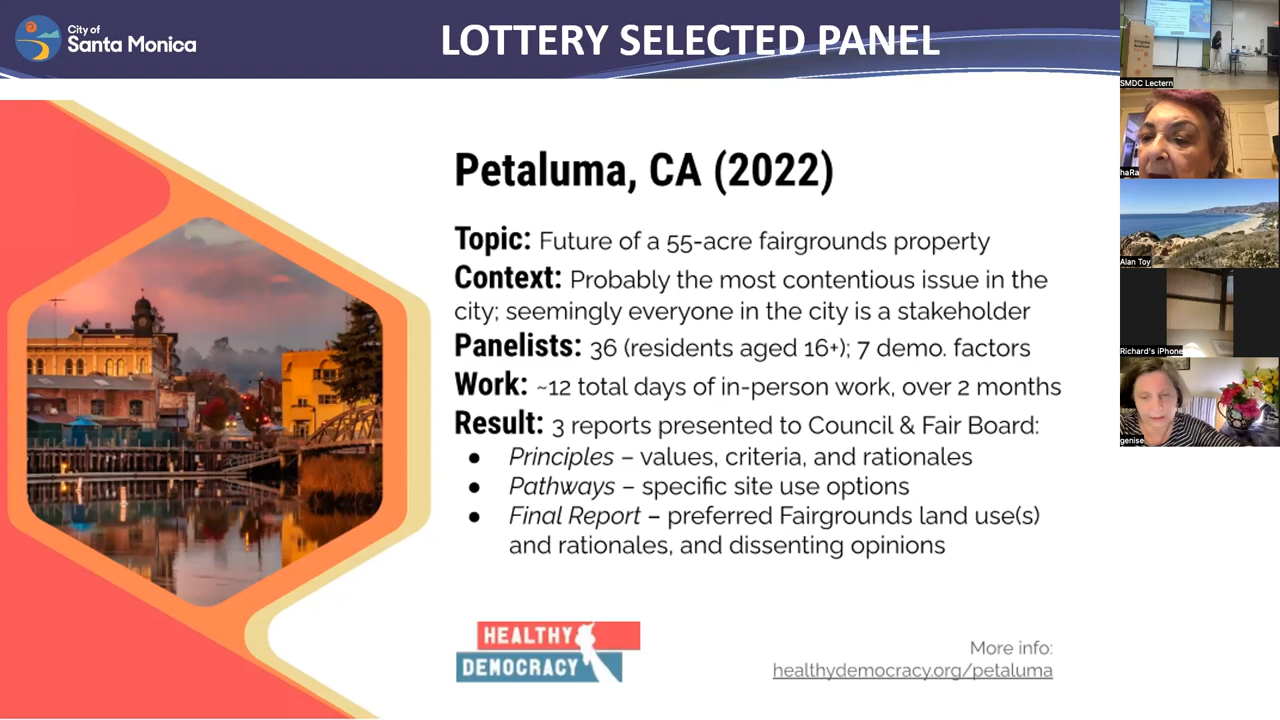 City of
Santa Monica
LOTTERY SELECTED PANEL
Petaluma, CA (2022)
Topic: Future of a 55-acre fairgrounds property
Context: Probably the most contentious issue in the
city; seemingly everyone in the city is a stakeholder
Panelists: 36 (residents aged 16+); 7 demo. factors
Work: ~12 total days of in-person work, over 2 months
Result: 3 reports presented to Council & Fair Board:
● Principles – values, criteria, and rationales
● Pathways – specific site use options
● Final Report – preferred Fairgrounds land use(s)
and rationales, and dissenting opinions
HEALTHY
DEMOCRACY
More info:
healthydemocracy.org/petaluma
SMDC Lectern
haRa
Alan Toy
Richard's iPhone
genise